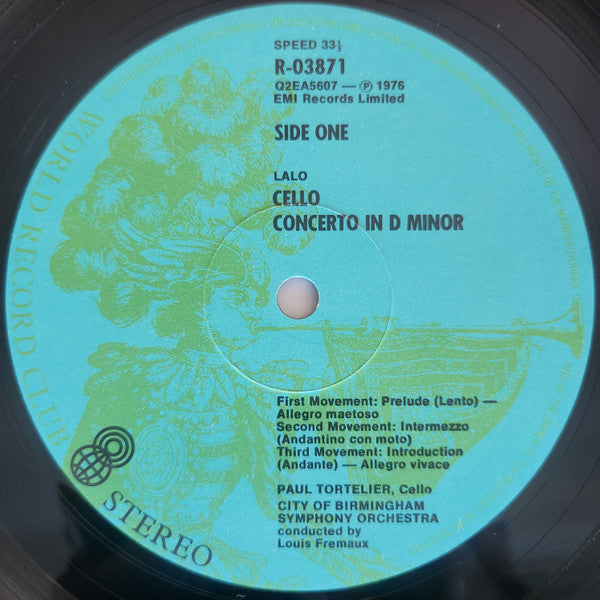 SPEED 33⅓
R-03871
Q2EA5607 — Ⓟ 1976
EMI Records Limited
SIDE ONE
LALO
CELLO
CONCERTO IN D MINOR
First Movement: Prelude (Lento) —
Allegro maetoso
Second Movement: Intermezzo
(Andantino con moto)
Third Movement: Introduction
(Andante) — Allegro vivace
PAUL TORTELIER, Cello
CITY OF BIRMINGHAM
SYMPHONY ORCHESTRA
conducted by
Louis Fremaux
WORLD RECORD CLUB
STEREO